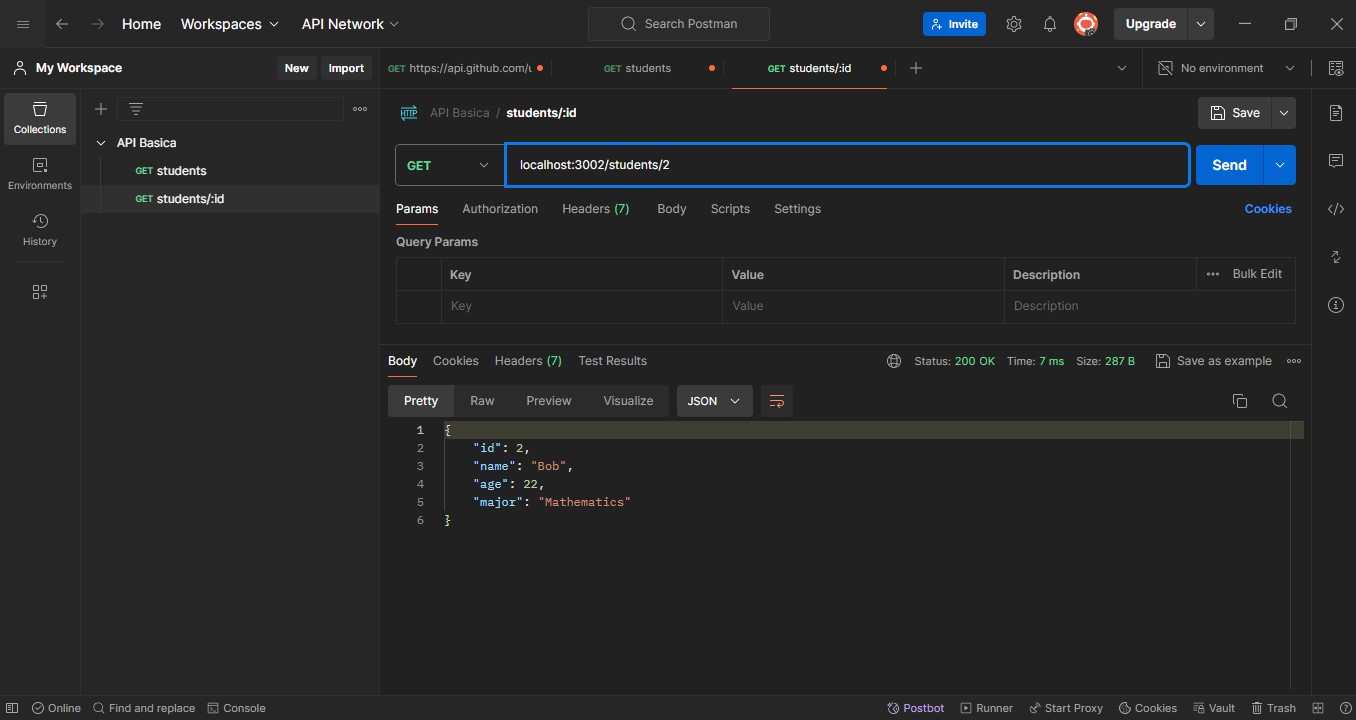 Home Workspaces API Network Search Postman Invite Upgrade
My Workspace New Import GET https://api.github.com/u GET students GET students/:id No environment
Collections
Environments
History
API Basica
GET students
GET students/:id
HTTP API Basica / students/:id Save
GET localhost:3002/students/2 Send
Params Authorization Headers (7) Body Scripts Settings Cookies
Query Params
Key Value Description Bulk Edit
Key Value Description
Body Cookies Headers (7) Test Results Status: 200 OK Time: 7 ms Size: 287 B Save as example
Pretty Raw Preview Visualize JSON
1 {
2 "id": 2,
3 "name": "Bob",
4 "age": 22,
5 "major": "Mathematics"
6 }
Online Find and replace Console Postbot Runner Start Proxy Cookies Vault Trash